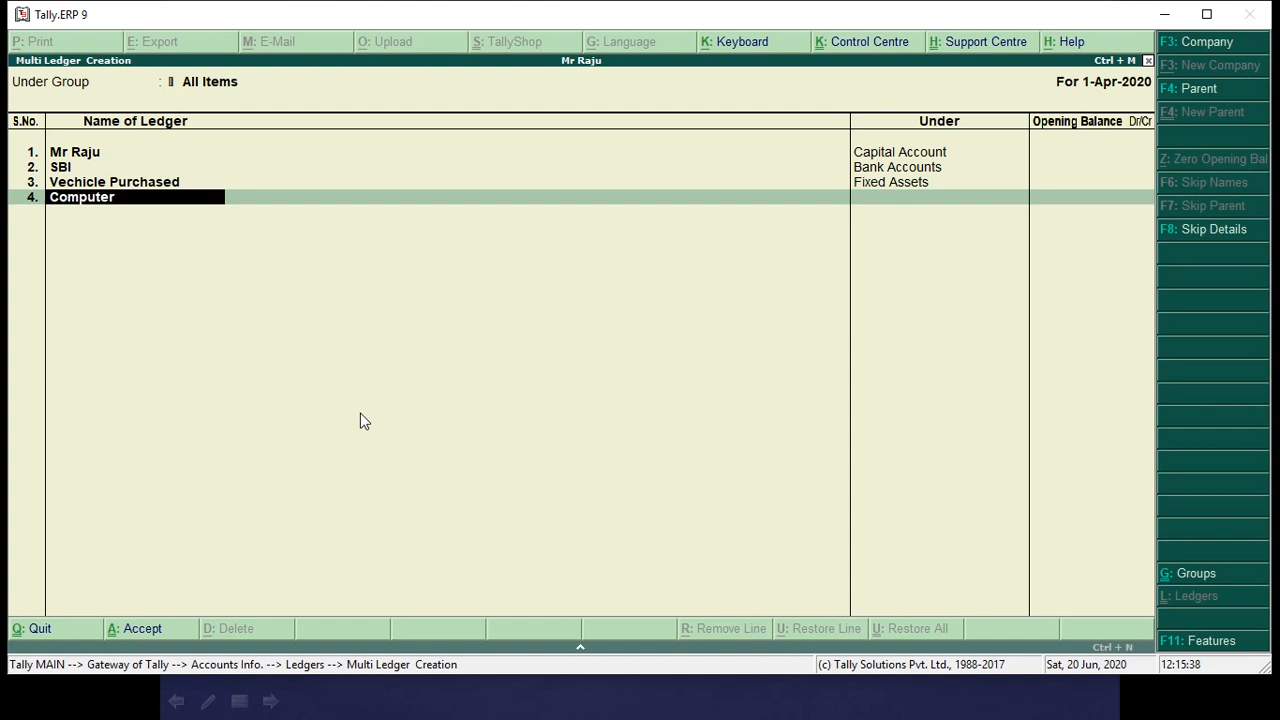 Tally.ERP 9
P: Print E: Export M: E-Mail O: Upload S: TallyShop G: Language K: Keyboard K: Control Centre H: Support Centre H: Help
Multi Ledger Creation Mr Raju Ctrl + M
Under Group : All Items For 1-Apr-2020
S.No. Name of Ledger Under Opening Balance Dr/Cr
1. Mr Raju Capital Account
2. SBI Bank Accounts
3. Vechicle Purchased Fixed Assets
4. Computer
F3: Company
F3: New Company
F4: Parent
F4: New Parent
Z: Zero Opening Bal
F6: Skip Names
F7: Skip Parent
F8: Skip Details
G: Groups
L: Ledgers
F11: Features
Q: Quit A: Accept D: Delete R: Remove Line U: Restore Line U: Restore All
Ctrl + N
Tally MAIN --> Gateway of Tally --> Accounts Info. --> Ledgers --> Multi Ledger Creation (c) Tally Solutions Pvt. Ltd., 1988-2017 Sat, 20 Jun, 2020 12:15:38